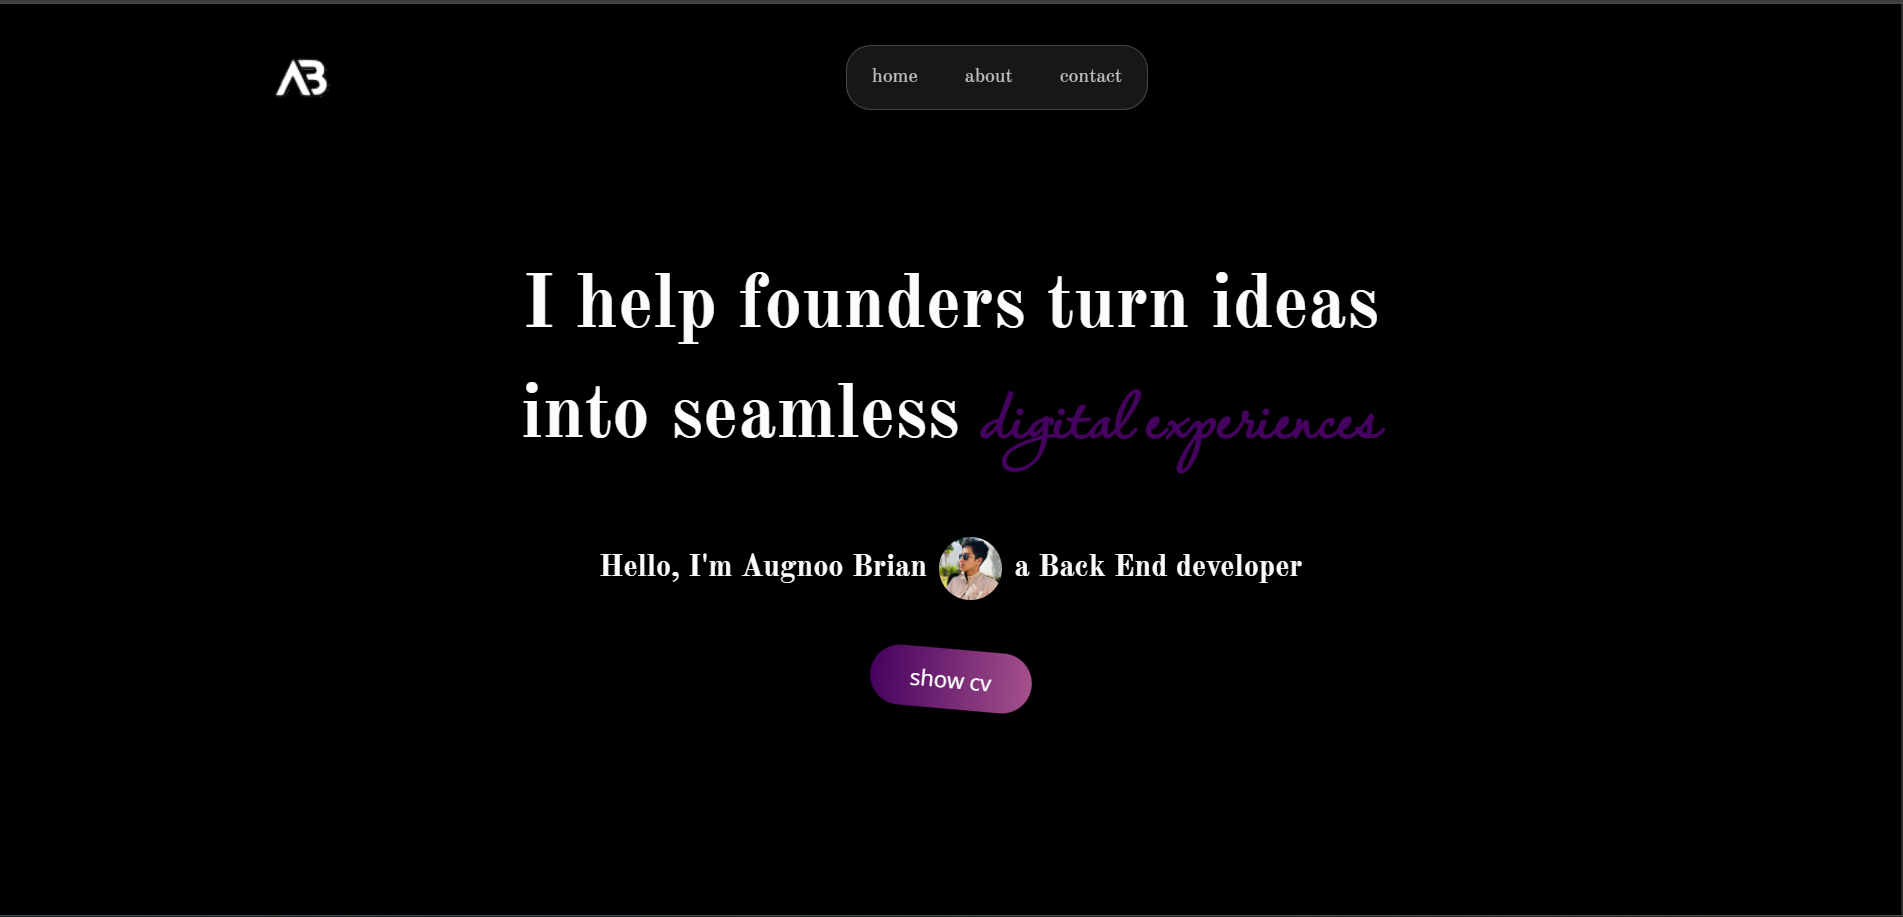 AB
home about contact
I help founders turn ideas
into seamless digital experiences
Hello, I'm Augnoo Brian a Back End developer
show cv